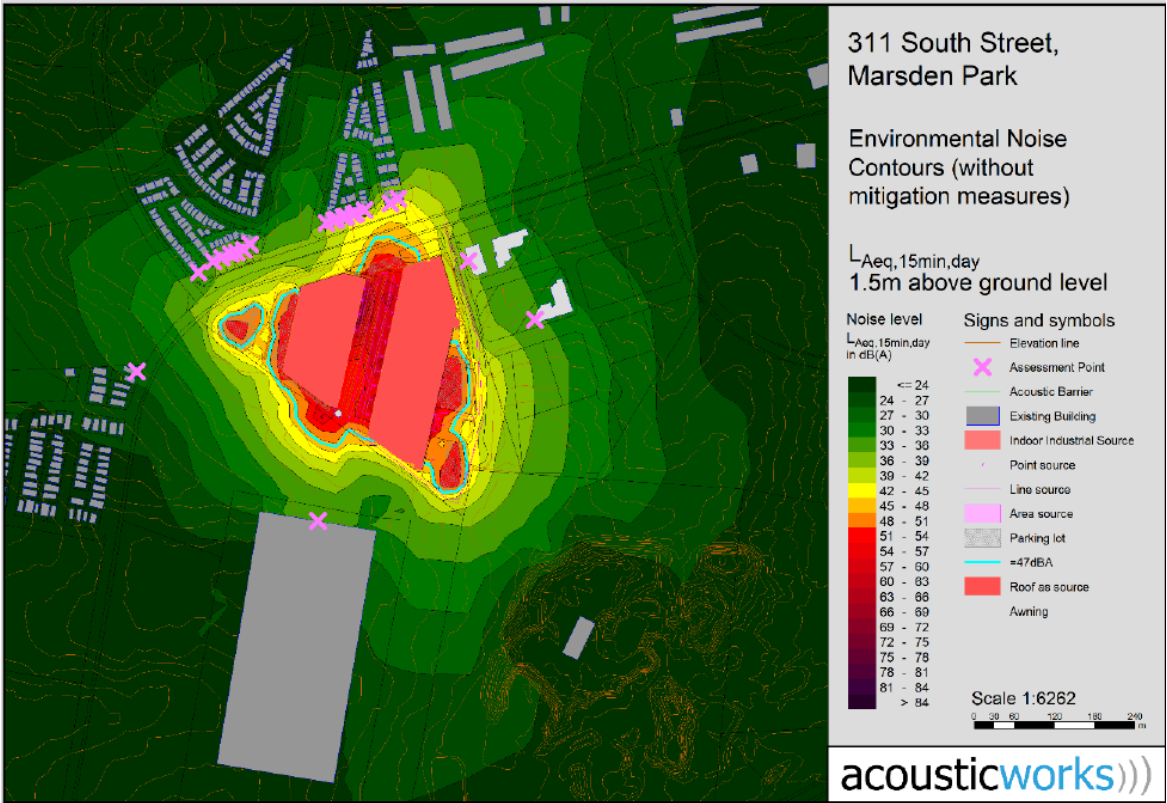 311 South Street,
Marsden Park
Environmental Noise
Contours (without
mitigation measures)
LAeq,15min,day
1.5m above ground level
Noise level
LAeq,15min,day
in dB(A)
<= 24
24 - 27
27 - 30
30 - 33
33 - 36
36 - 39
39 - 42
42 - 45
45 - 48
48 - 51
51 - 54
54 - 57
57 - 60
60 - 63
63 - 66
66 - 69
69 - 72
72 - 75
75 - 78
78 - 81
81 - 84
> 84
Signs and symbols
Elevation line
Assessment Point
Acoustic Barrier
Existing Building
Indoor Industrial Source
Point source
Line source
Area source
Parking lot
=47dBA
Roof as source
Awning
Scale 1:6262
0 30 60 120 180 240
m
acousticworks)))